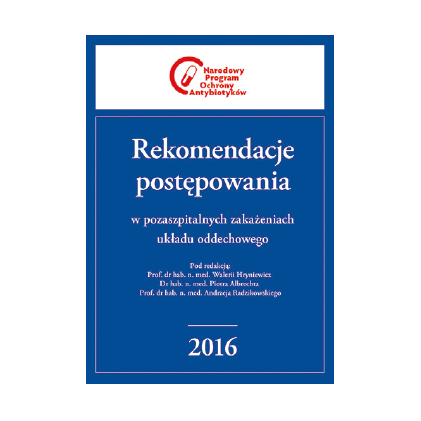 Narodowy
Program
Ochrony
Antybiotyków
Rekomendacje
postępowania
w pozaszpitalnych zakażeniach
układu oddechowego
Pod redakcją:
Prof. dr hab. n. med. Walerii Hryniewicz
Dr hab. n. med. Piotra Albrechta
Prof. dr hab. n. med. Andrzeja Radzikowskiego
2016